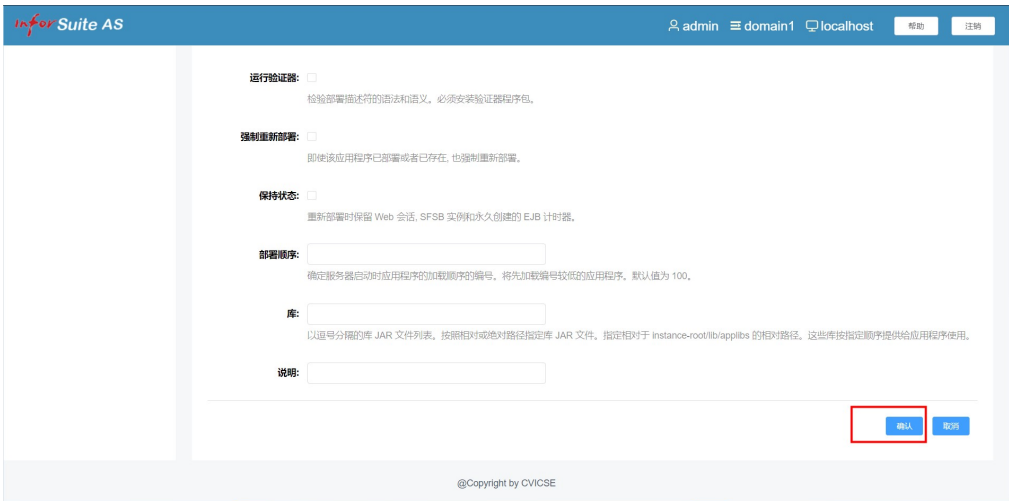 InforSuite AS admin domain1 localhost 帮助 注销
运行验证器:
检验部署描述符的语法和语义。必须安装验证器程序包。
强制重新部署:
即使该应用程序已部署或者已存在, 也强制重新部署。
保持状态:
重新部署时保留 Web 会话, SFSB 实例和永久创建的 EJB 计时器。
部署顺序:
确定服务器启动时应用程序的加载顺序的编号。将先加载编号较低的应用程序。默认值为 100。
库:
以逗号分隔的库 JAR 文件列表。按照相对或绝对路径指定库 JAR 文件。指定相对于 instance-root/lib/applibs 的相对路径。这些库按指定顺序提供给应用程序使用。
说明:
确认 取消
@Copyright by CVICSE